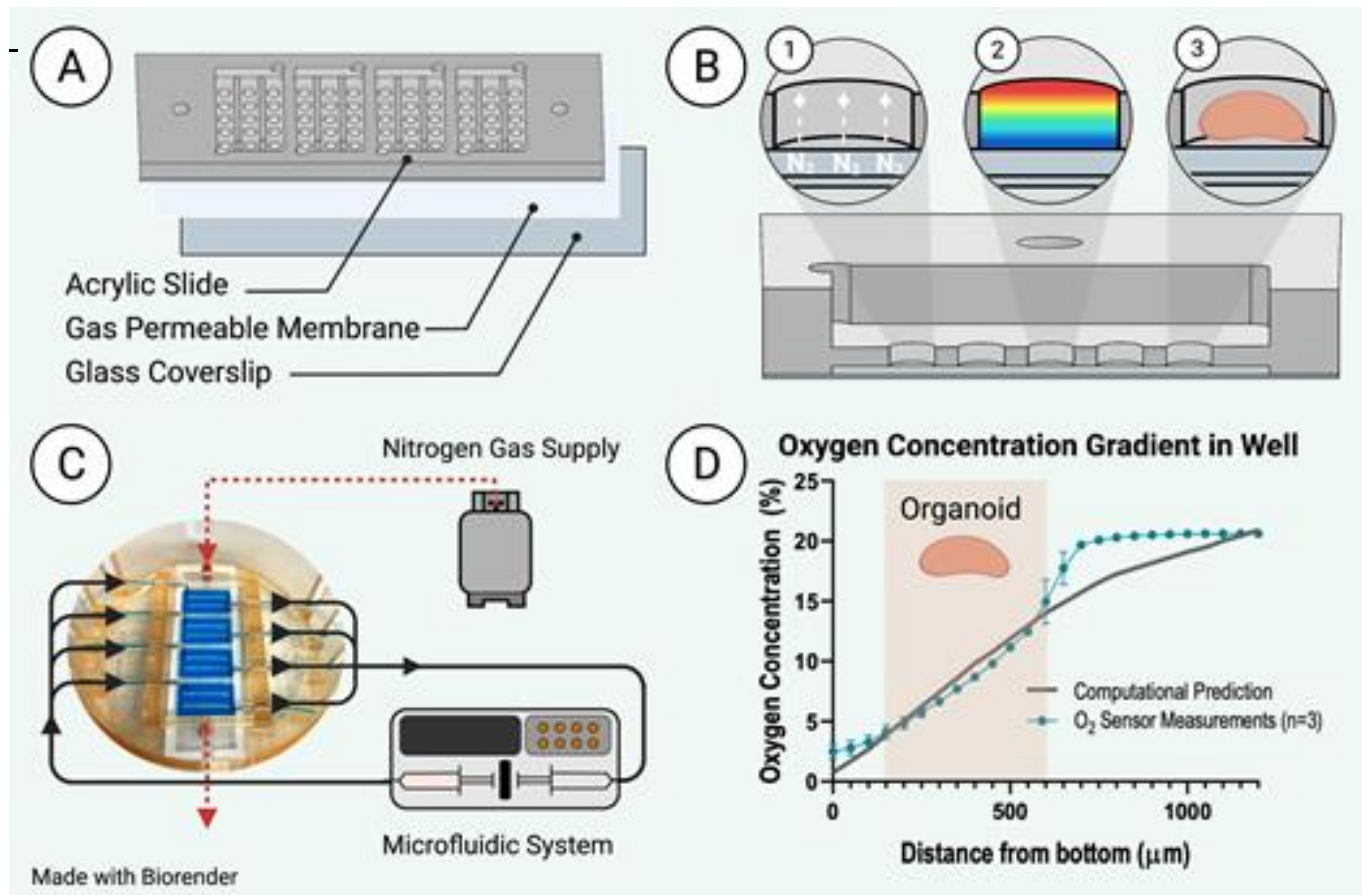 A
Acrylic Slide
Gas Permeable Membrane
Glass Coverslip
B
1
2
3
N2 N2 N2
C
Nitrogen Gas Supply
Microfluidic System
Made with Biorender
D
Oxygen Concentration Gradient in Well
Oxygen Concentration (%)
25
20
15
10
5
0
Organoid
Computational Prediction
O2 Sensor Measurements (n=3)
0
500
1000
Distance from bottom (μm)